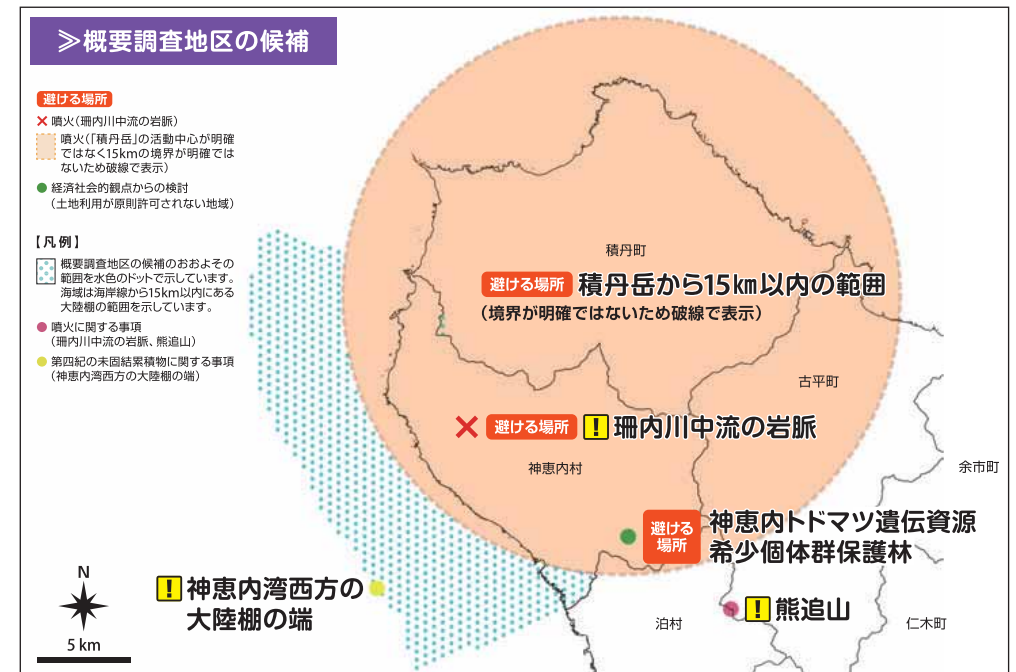 ≫概要調査地区の候補
避ける場所
噴火(珊内川中流の岩脈)
噴火(「積丹岳」の活動中心が明確
ではなく15kmの境界が明確では
ないため破線で表示)
経済社会的観点からの検討
(土地利用が原則許可されない地域)
【凡例】
概要調査地区の候補のおおよその
範囲を水色のドットで示しています。
海域は海岸線から15km以内にある
大陸棚の範囲を示しています。
噴火に関する事項
(珊内川中流の岩脈、熊追山)
第四紀の未固結堆積物に関する事項
(神恵内湾西方の大陸棚の端)
積丹町
避ける場所 積丹岳から15km以内の範囲
(境界が明確ではないため破線で表示)
古平町
避ける場所 ! 珊内川中流の岩脈
神恵内村
余市町
避ける
場所
神恵内トドマツ遺伝資源
希少個体群保護林
! 神恵内湾西方の
大陸棚の端
! 熊追山
泊村
仁木町
N
5 km